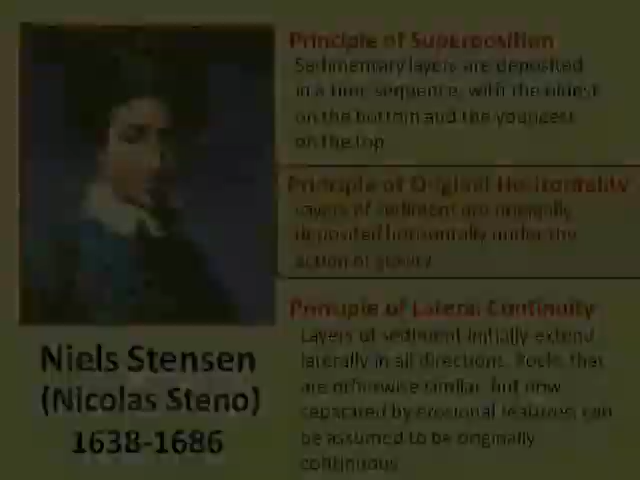 Principle of Superposition
Sedimentary layers are deposited
in a time sequence, with the oldest
on the bottom and the youngest
on the top
Principle of Original Horizontality
Layers of sediment are originally
deposited horizontally under the
action of gravity
Principle of Lateral Continuity
Layers of sediment initially extend
laterally in all directions. Rocks that
are otherwise similar, but now
separated by erosional features, can
be assumed to be originally
continuous
Niels Stensen
(Nicolas Steno)
1638-1686